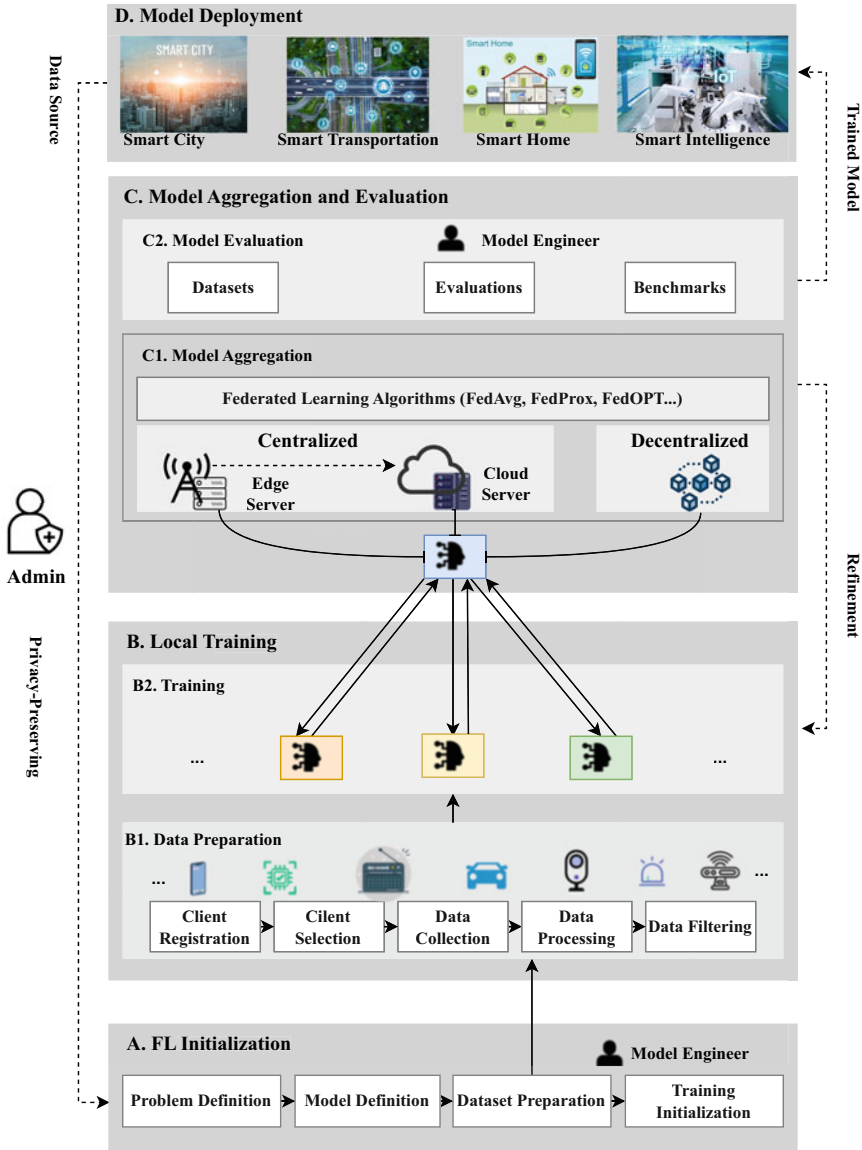 D. Model Deployment
SMART CITY
Smart Home
IoT
Smart City
Smart Transportation
Smart Home
Smart Intelligence
Data Source
Trained Model
C. Model Aggregation and Evaluation
C2. Model Evaluation
Model Engineer
Datasets
Evaluations
Benchmarks
C1. Model Aggregation
Federated Learning Algorithms (FedAvg, FedProx, FedOPT...)
Centralized
Decentralized
Edge
Server
Cloud
Server
Admin
Refinement
Privacy-Preserving
B. Local Training
B2. Training
...
...
B1. Data Preparation
...
...
Client
Registration
Cilent
Selection
Data
Collection
Data
Processing
Data Filtering
A. FL Initialization
Model Engineer
Problem Definition
Model Definition
Dataset Preparation
Training
Initialization